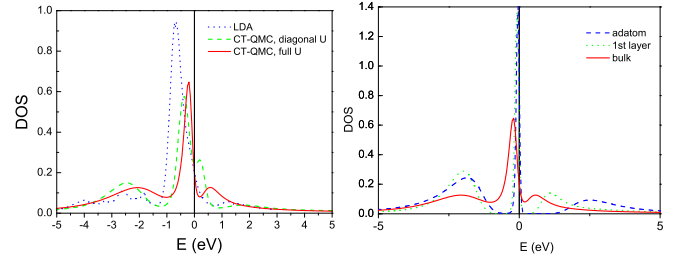 1.0
0.8
0.6
0.4
0.2
0.0
DOS
-5 -4 -3 -2 -1 0 1 2 3 4 5
E (eV)
LDA
CT-QMC, diagonal U
CT-QMC, full U
1.4
1.2
1.0
0.8
0.6
0.4
0.2
0.0
DOS
-5 0 5
E (eV)
adatom
1st layer
bulk